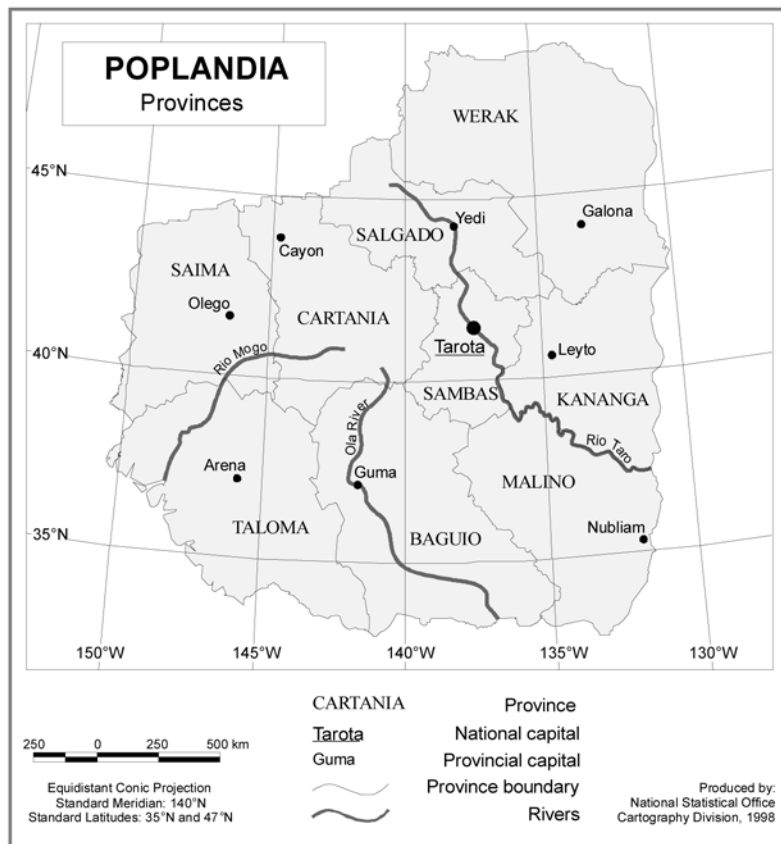 POPLANDIA
Provinces
WERAK
45°N
Yedi
Galona
SALGADO
Cayon
SAIMA
Olego
CARTANIA
Tarota
Leyto
40°N
Rio Mogo
SAMBAS
KANANGA
Ola River
Rio Taro
Arena
Guma
MALINO
TALOMA
BAGUIO
Nubliam
35°N
150°W 145°W 140°W 135°W 130°W
CARTANIA Province
Tarota National capital
Guma Provincial capital
Province boundary
Rivers
250 0 250 500 km
Equidistant Conic Projection
Standard Meridian: 140°N
Standard Latitudes: 35°N and 47°N
Produced by:
National Statistical Office
Cartography Division, 1998